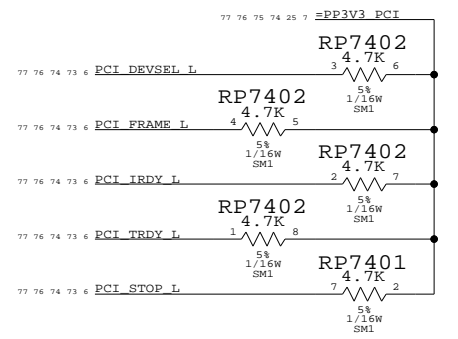 77 76 75 74 25 7 =PP3V3_PCI
RP7402
4.7K
77 76 74 73 6 PCI_DEVSEL_L 3 6
5%
1/16W
SM1
RP7402
4.7K
77 76 74 73 6 PCI_FRAME_L 4 5
5%
1/16W
SM1
RP7402
4.7K
77 76 74 73 6 PCI_IRDY_L 2 7
5%
1/16W
SM1
RP7402
4.7K
77 76 74 73 6 PCI_TRDY_L 1 8
5%
1/16W
SM1
RP7401
4.7K
77 76 74 73 6 PCI_STOP_L 7 2
5%
1/16W
SM1